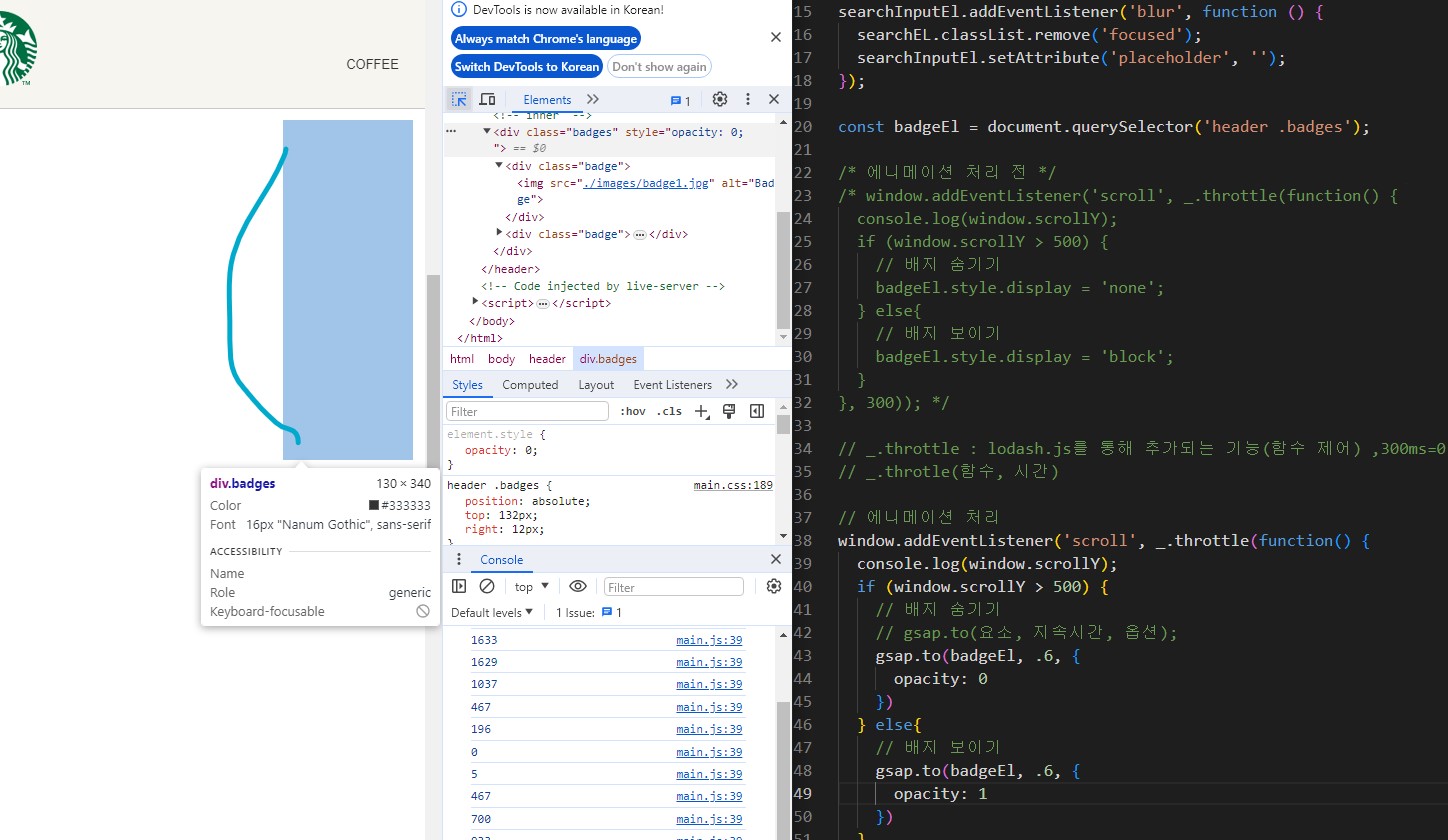 TM
COFFEE
div.badges 130 × 340
Color #333333
Font 16px "Nanum Gothic", sans-serif
ACCESSIBILITY
Name
Role generic
Keyboard-focusable
DevTools is now available in Korean!
Always match Chrome's language
Switch DevTools to Korean Don't show again
Elements 1
<!-- inner -->
<div class="badges" style="opacity: 0;
"> == $0
<div class="badge">
<img src="./images/badge1.jpg" alt="Bad
ge">
</div>
<div class="badge"> </div>
</div>
</header>
<!-- Code injected by live-server -->
<script> </script>
</body>
</html>
html body header div.badges
Styles Computed Layout Event Listeners
Filter :hov .cls
element.style {
opacity: 0;
}
header .badges { main.css:189
position: absolute;
top: 132px;
right: 12px;
}
Console
top Filter
Default levels 1 Issue: 1
1633 main.js:39
1629 main.js:39
1037 main.js:39
467 main.js:39
196 main.js:39
0 main.js:39
5 main.js:39
467 main.js:39
700 main.js:39
main.js:39
15 searchInputEl.addEventListener('blur', function () {
16 searchEL.classList.remove('focused');
17 searchInputEl.setAttribute('placeholder', '');
18 });
19
20 const badgeEl = document.querySelector('header .badges');
21
22 /* 에니메이션 처리 전 */
23 /* window.addEventListener('scroll', _.throttle(function() {
24 console.log(window.scrollY);
25 if (window.scrollY > 500) {
26 // 배지 숨기기
27 badgeEl.style.display = 'none';
28 } else{
29 // 배지 보이기
30 badgeEl.style.display = 'block';
31 }
32 }, 300)); */
33
34 // _.throttle : lodash.js를 통해 추가되는 기능(함수 제어) ,300ms=0
35 // _.throttle(함수, 시간)
36
37 // 에니메이션 처리
38 window.addEventListener('scroll', _.throttle(function() {
39 console.log(window.scrollY);
40 if (window.scrollY > 500) {
41 // 배지 숨기기
42 // gsap.to(요소, 지속시간, 옵션);
43 gsap.to(badgeEl, .6, {
44 opacity: 0
45 })
46 } else{
47 // 배지 보이기
48 gsap.to(badgeEl, .6, {
49 opacity: 1
50 })
51 }